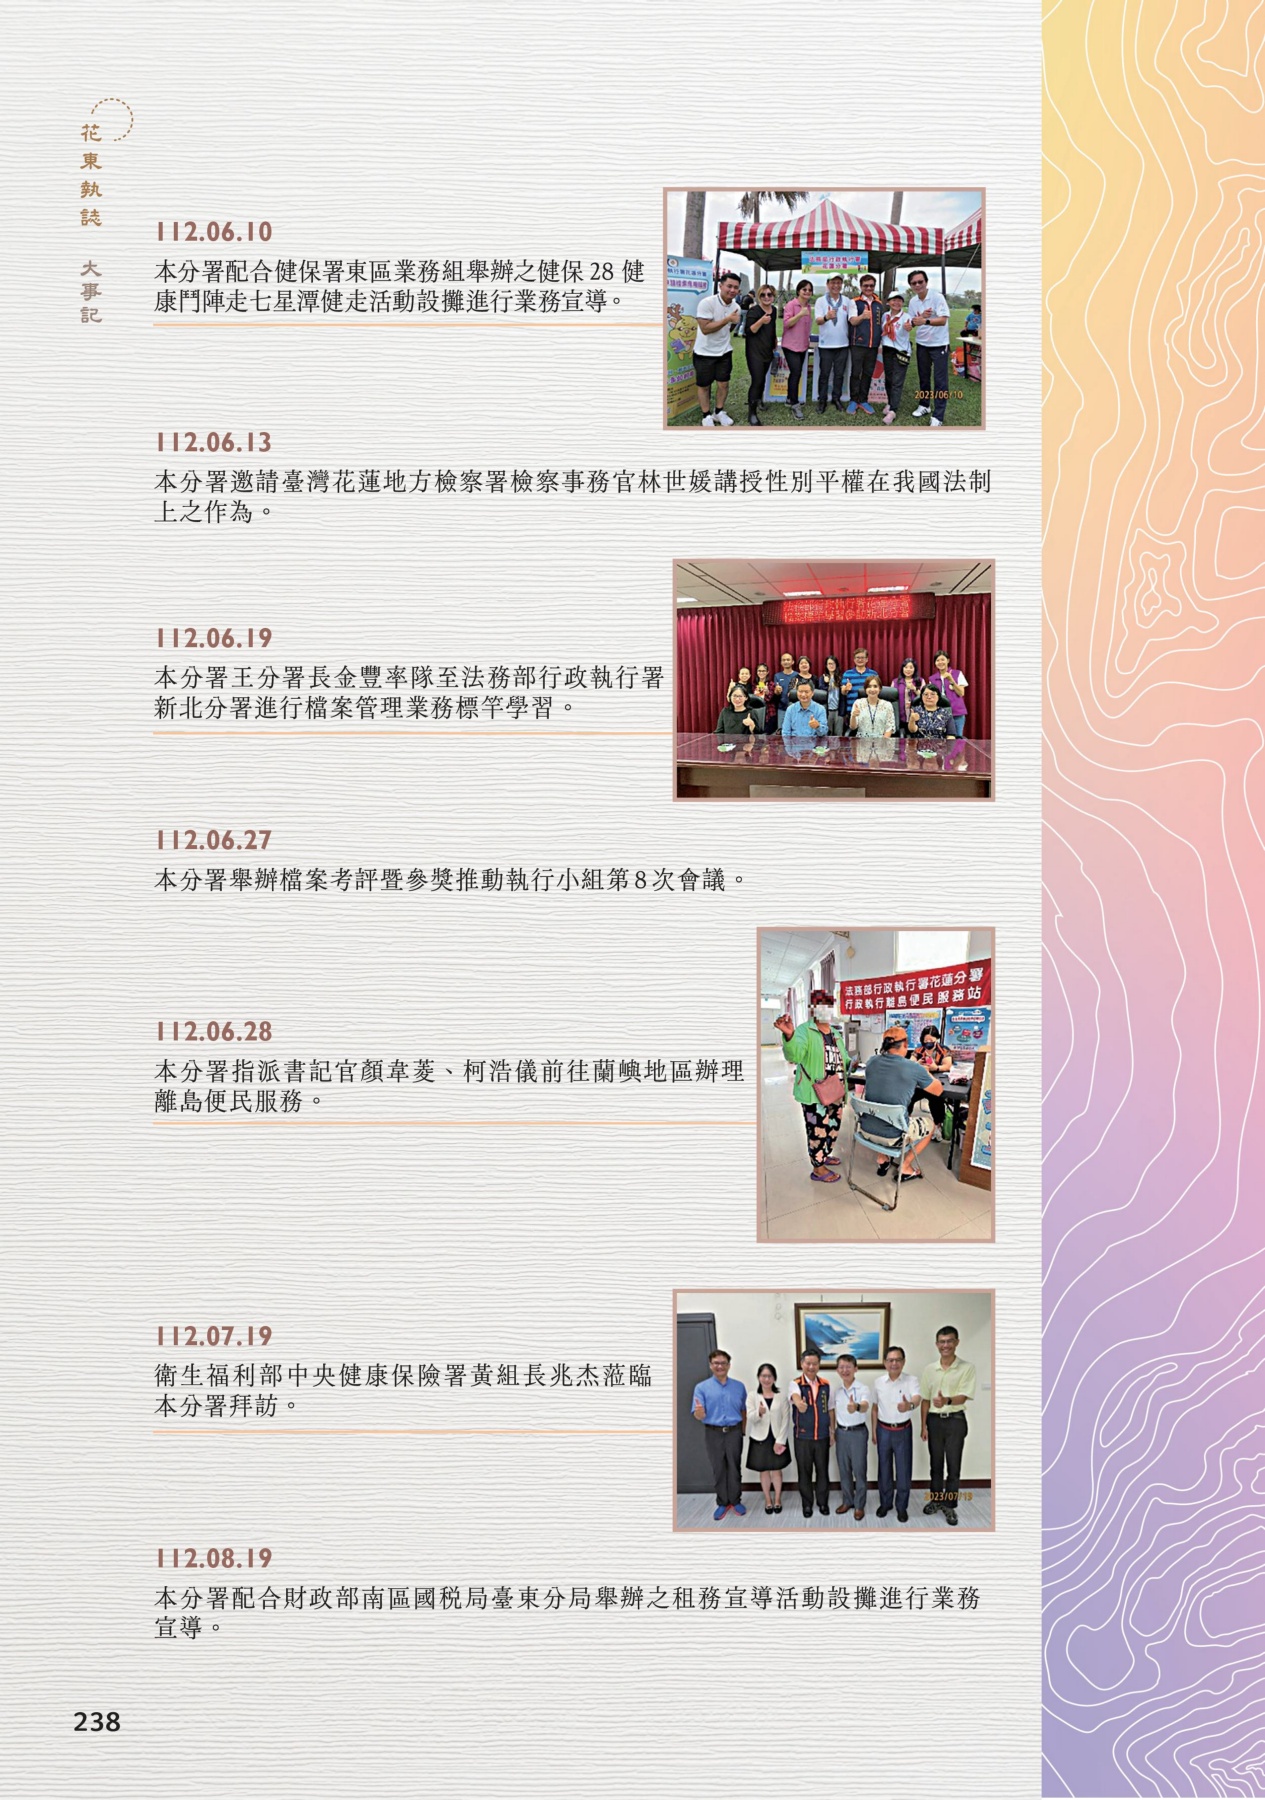 花東執誌 大事記
112.06.10
本分署配合健保署東區業務組舉辦之健保 28 健
康鬥陣走七星潭健走活動設攤進行業務宣導。
法務部行政執行署
花蓮分署
2023/06/10
112.06.13
本分署邀請臺灣花蓮地方檢察署檢察事務官林世媛講授性別平權在我國法制
上之作為。
112.06.19
本分署王分署長金豐率隊至法務部行政執行署
新北分署進行檔案管理業務標竿學習。
112.06.27
本分署舉辦檔案考評暨參獎推動執行小組第8次會議。
法務部行政執行署花蓮分署
行政執行離島便民服務站
112.06.28
本分署指派書記官顏韋菱、柯浩儀前往蘭嶼地區辦理
離島便民服務。
112.07.19
衛生福利部中央健康保險署黃組長兆杰蒞臨
本分署拜訪。
2023/07/19
112.08.19
本分署配合財政部南區國稅局臺東分局舉辦之租務宣導活動設攤進行業務
宣導。
238